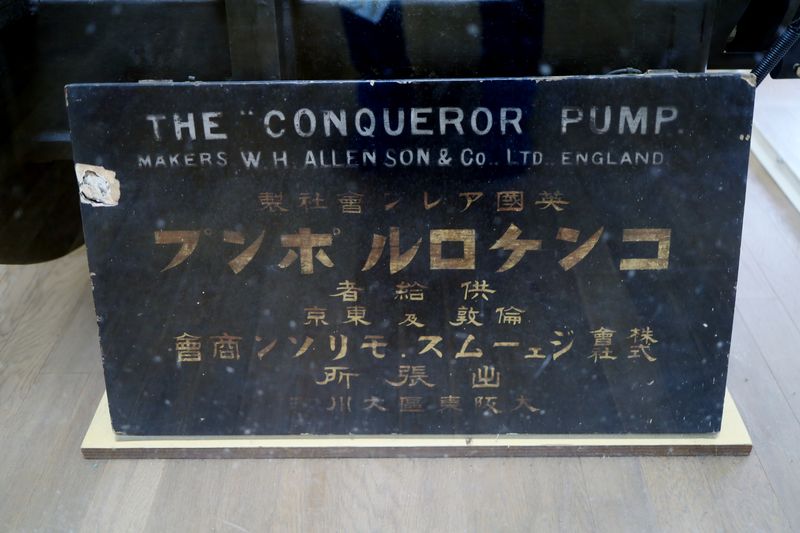 THE "CONQUEROR PUMP.
MAKERS W.H. ALLEN SON & Co., LTD., ENGLAND.
英國アレン會社製
コンケロルポンプ
供給者
倫敦及東京
株式會社ジェームス.モリソン商會
出張所
大阪東區大川